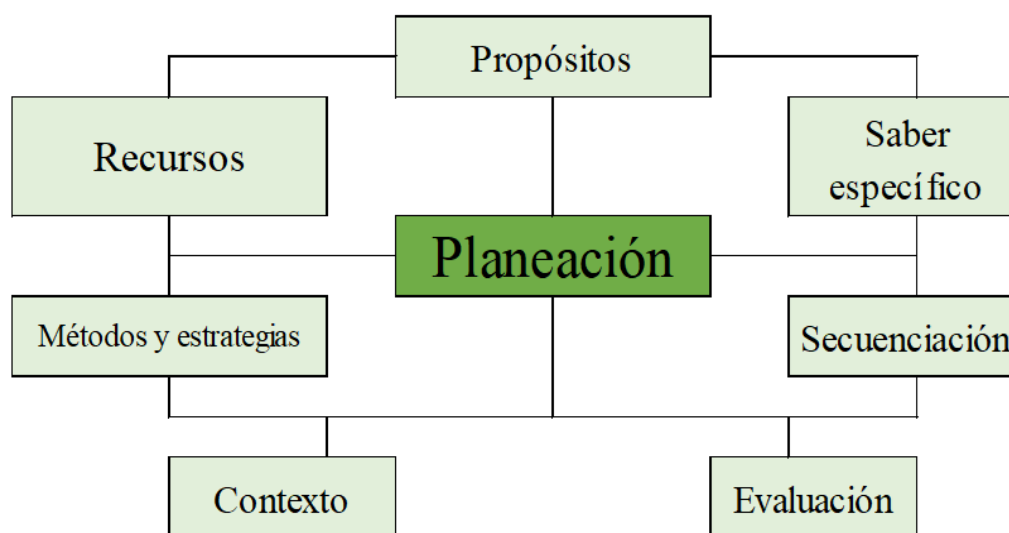 Propósitos
Recursos
Saber
específico
Planeación
Métodos y estrategias
Secuenciación
Contexto
Evaluación